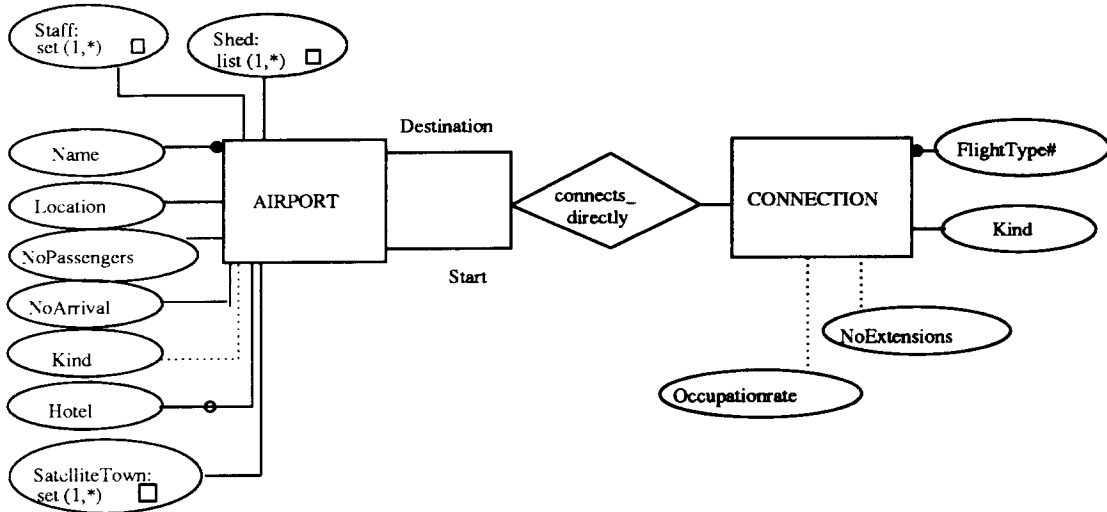 Staff:
set (1,*)
Shed:
list (1,*)
Destination
Name
FlightType#
Location
AIRPORT
connects_
directly
CONNECTION
Kind
NoPassengers
Start
NoArrival
NoExtensions
Kind
Occupationrate
Hotel
SatelliteTown:
set (1,*)